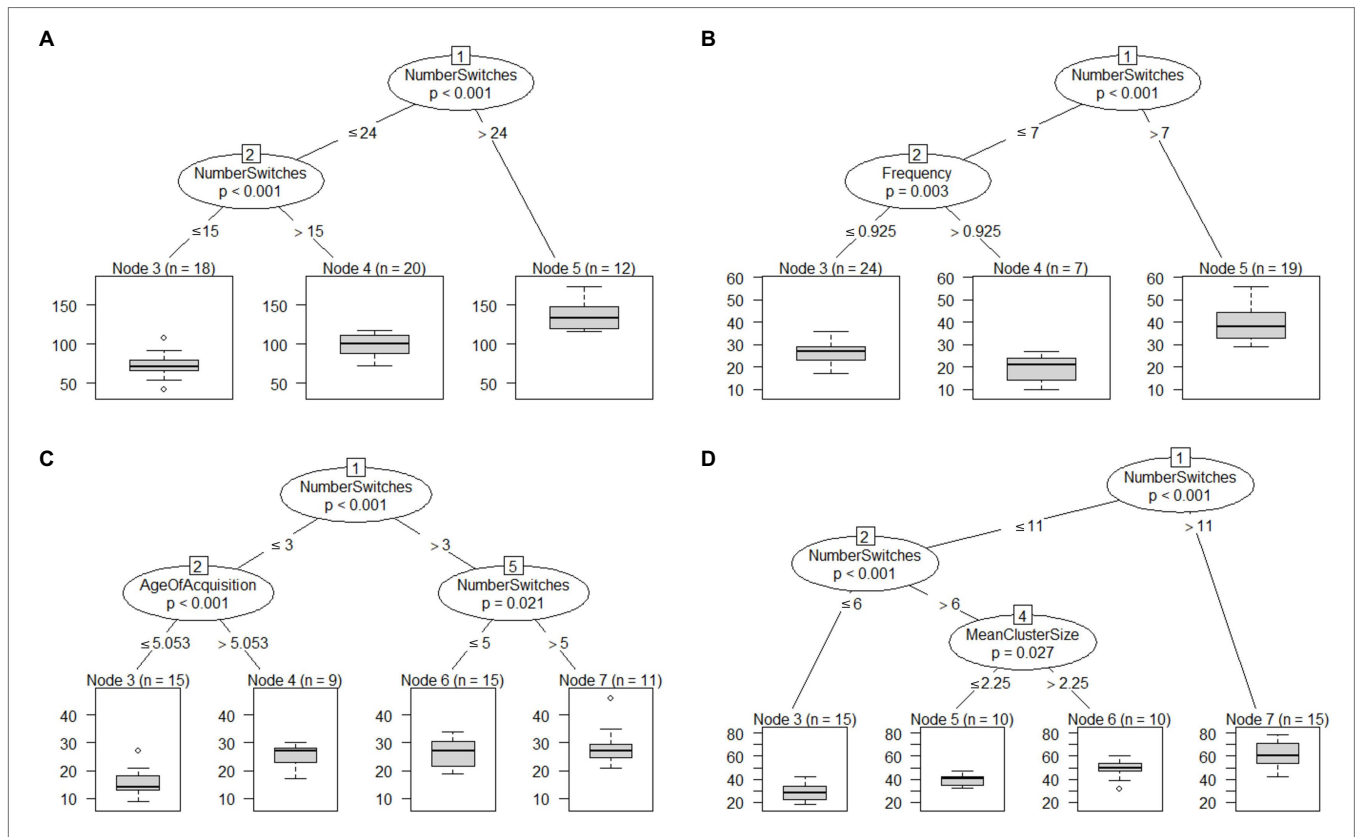 A
1
NumberSwitches
p < 0.001
≤24
> 24
2
NumberSwitches
p < 0.001
≤15
> 15
Node 3 (n = 18)
150
100
50
Node 4 (n = 20)
150
100
50
Node 5 (n = 12)
150
100
50
B
1
NumberSwitches
p < 0.001
≤ 7
> 7
2
Frequency
p = 0.003
≤ 0.925
> 0.925
Node 3 (n = 24)
60
50
40
30
20
10
Node 4 (n = 7)
60
50
40
30
20
10
Node 5 (n = 19)
60
50
40
30
20
10
C
1
NumberSwitches
p < 0.001
≤ 3
> 3
2
AgeOfAcquisition
p < 0.001
5
NumberSwitches
p = 0.021
≤5.053
> 5.053
≤ 5
> 5
Node 3 (n = 15)
40
30
20
10
Node 4 (n = 9)
40
30
20
10
Node 6 (n = 15)
40
30
20
10
Node 7 (n = 11)
40
30
20
10
D
1
NumberSwitches
p < 0.001
≤11
> 11
2
NumberSwitches
p < 0.001
≤6
> 6
4
MeanClusterSize
p = 0.027
≤2.25
> 2.25
Node 3 (n = 15)
80
60
40
20
Node 5 (n = 10)
80
60
40
20
Node 6 (n = 10)
80
60
40
20
Node 7 (n = 15)
80
60
40
20